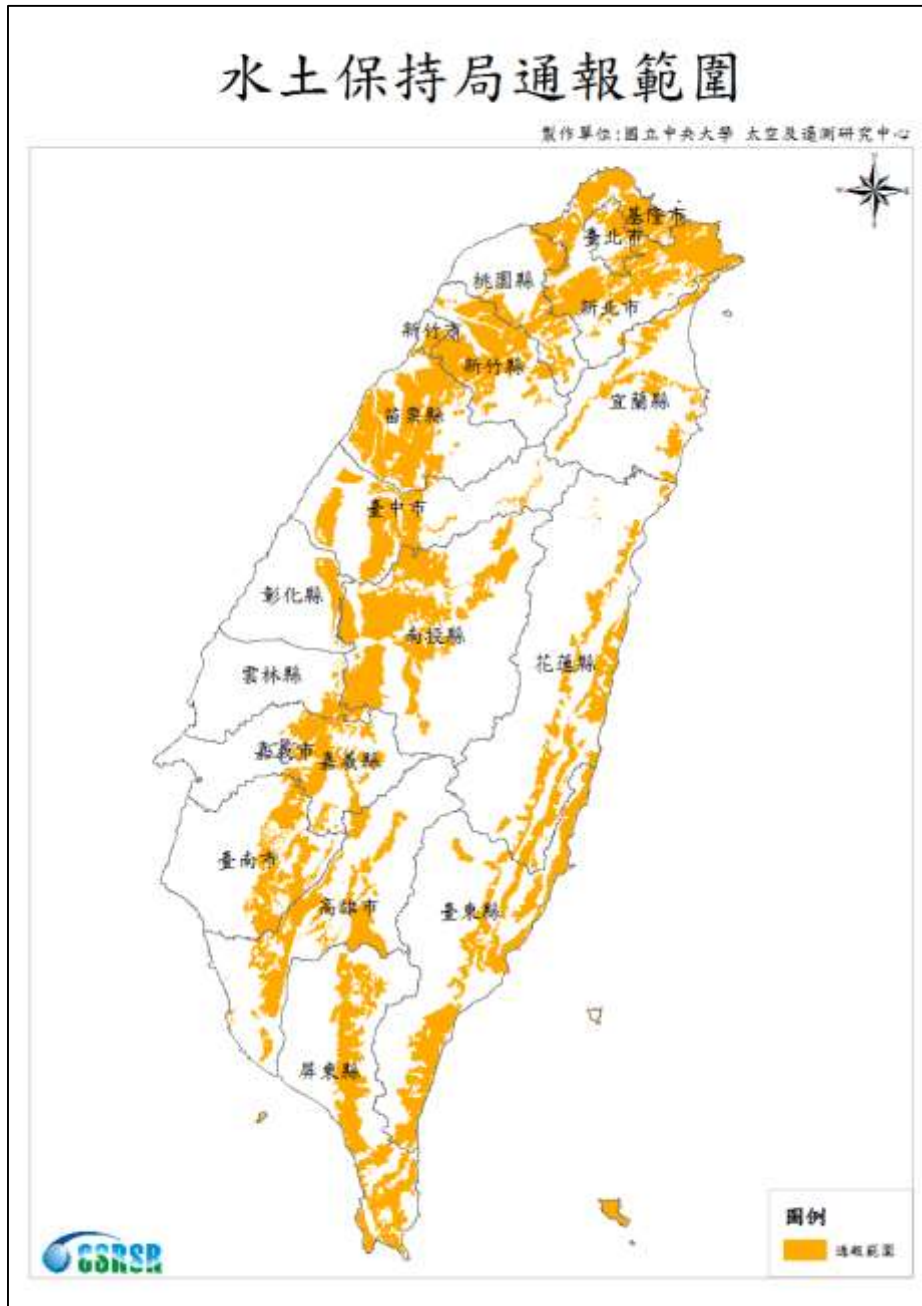 水土保持局通報範圍
製作單位:國立中央大學 太空及遙測研究中心
基隆市
臺北市
桃園縣
新北市
新竹市
新竹縣
宜蘭縣
苗栗縣
臺中市
彰化縣
南投縣
花蓮縣
雲林縣
嘉義市
嘉義縣
臺南市
高雄市
臺東縣
屏東縣
圖例
通報範圍
CSRSR